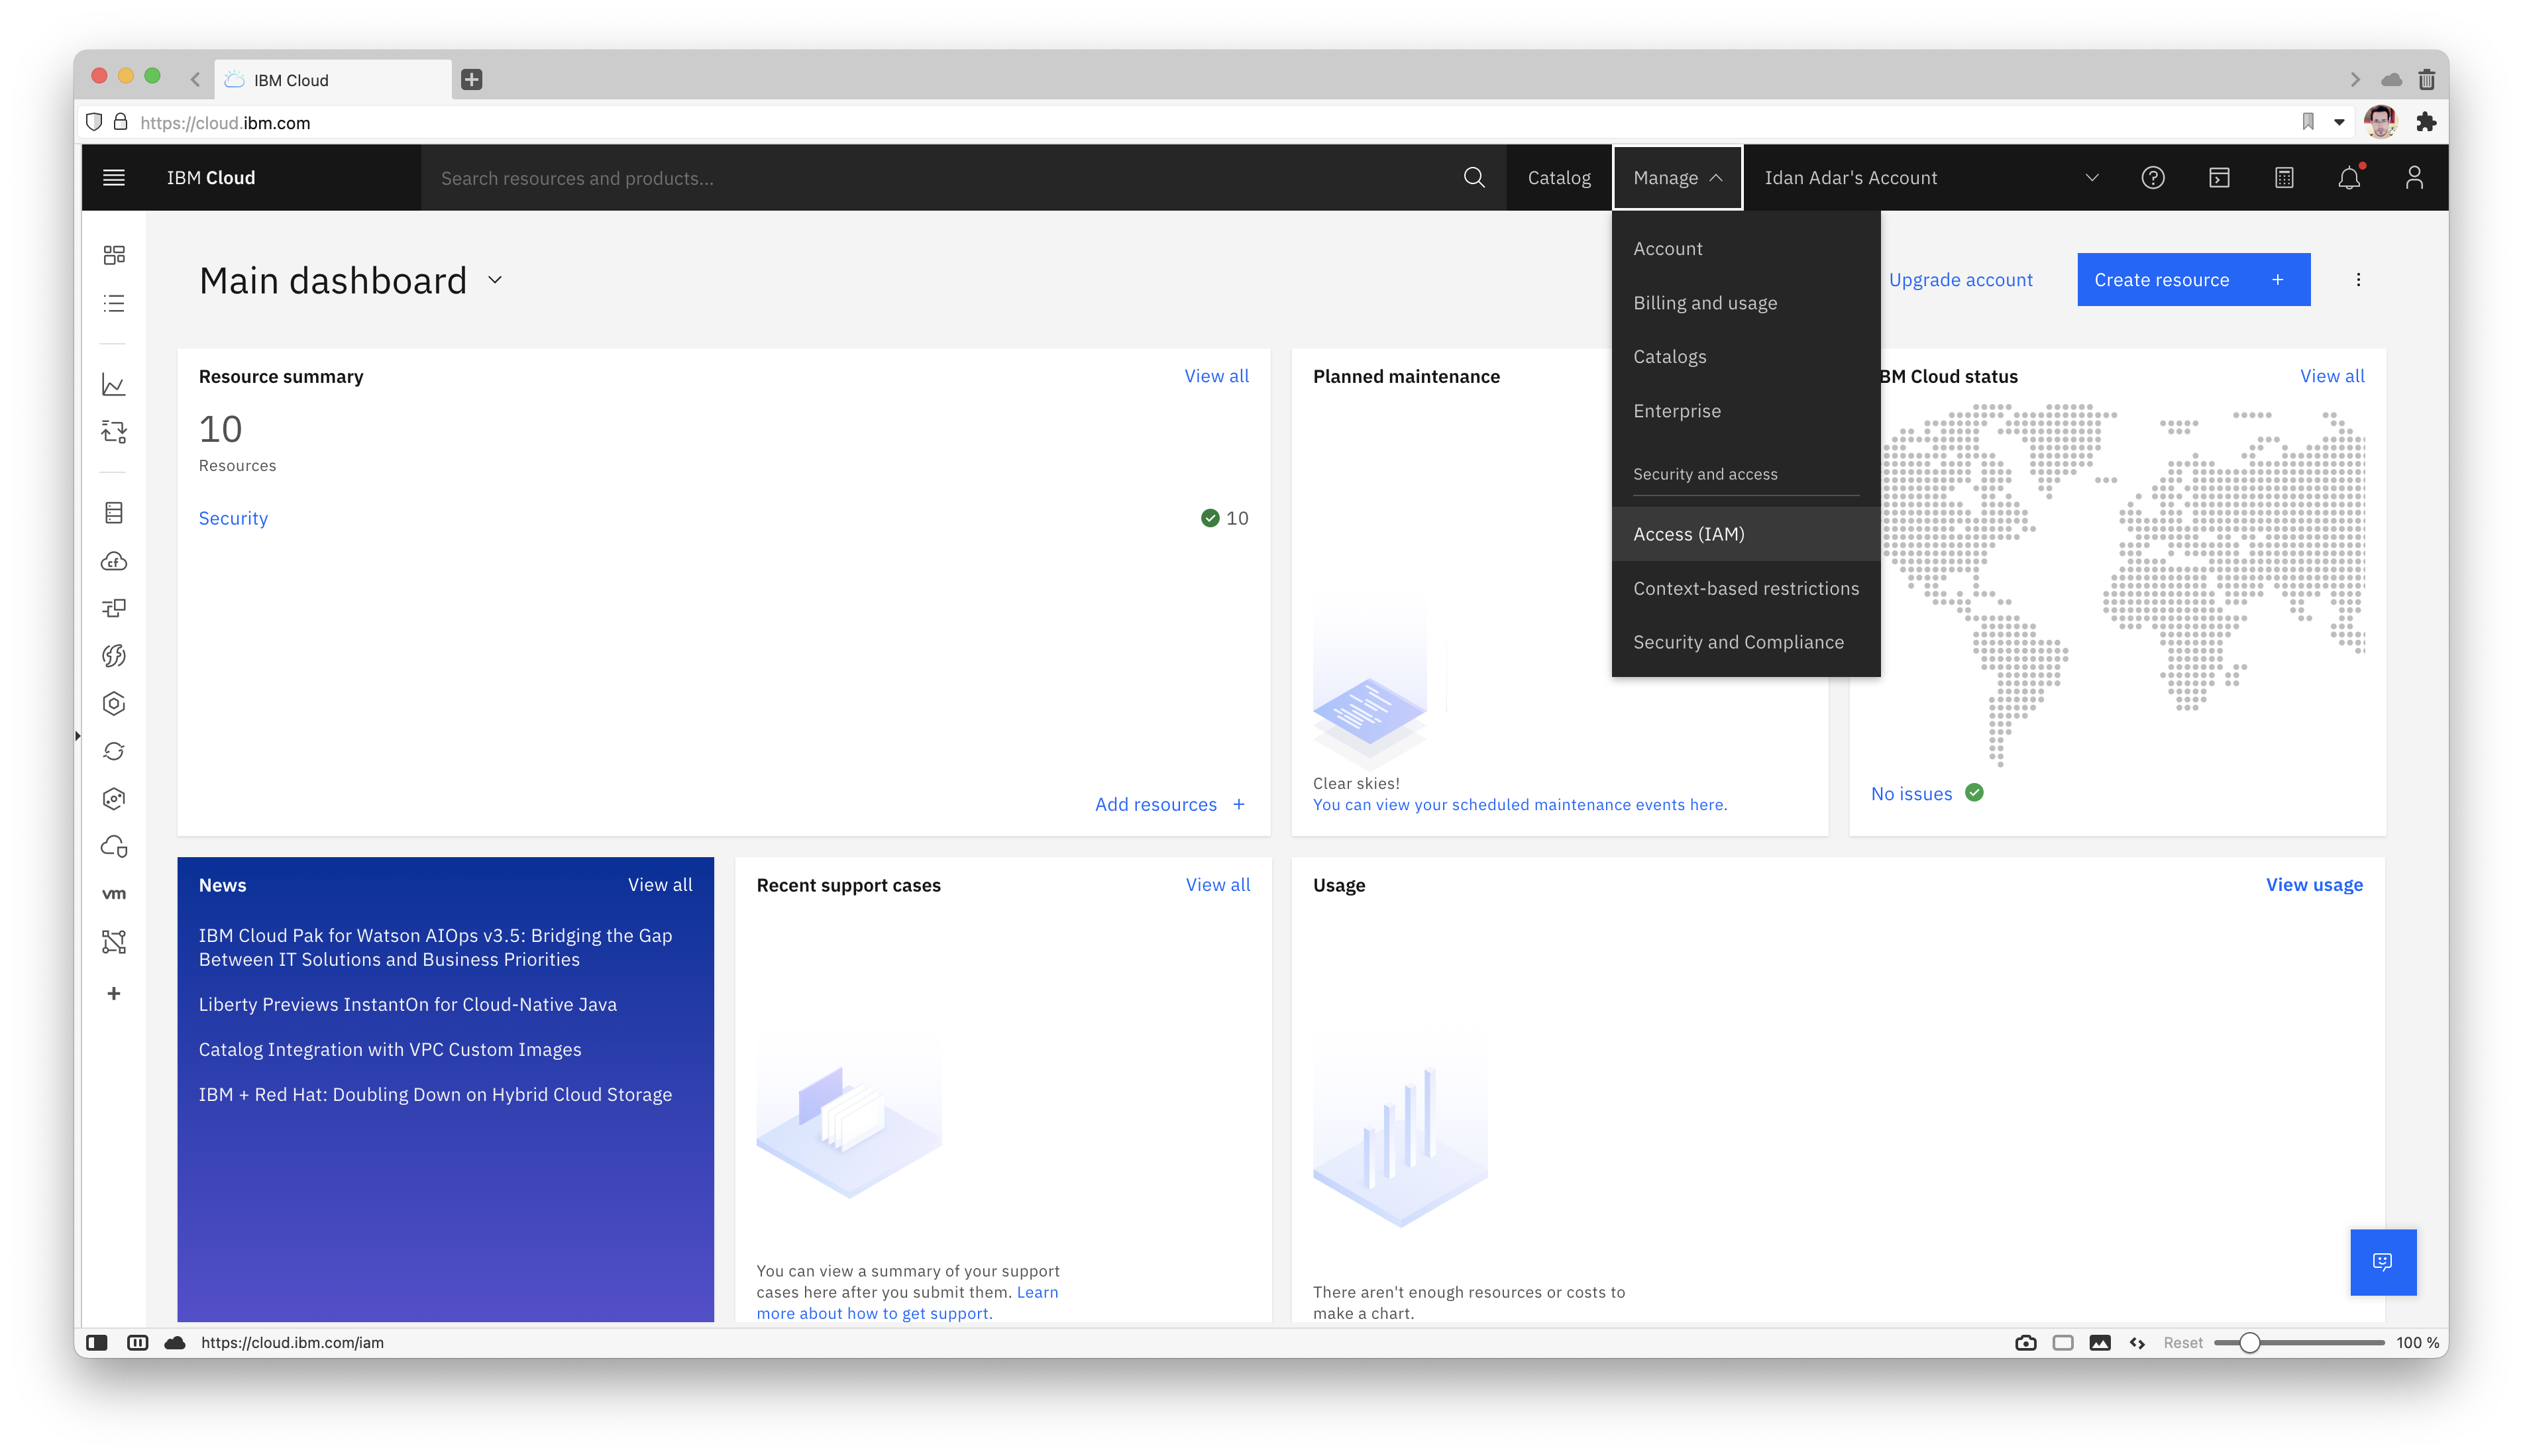 IBM Cloud
https://cloud.ibm.com
IBM Cloud
Search resources and products...
Catalog
Manage
Idan Adar's Account
Main dashboard
Upgrade account
Create resource +
Account
Billing and usage
Catalogs
Enterprise
Security and access
Access (IAM)
Context-based restrictions
Security and Compliance
Resource summary
View all
10
Resources
Security
10
Add resources +
Planned maintenance
Clear skies!
You can view your scheduled maintenance events here.
BM Cloud status
View all
No issues
cf
vm
News
View all
IBM Cloud Pak for Watson AIOps v3.5: Bridging the Gap
Between IT Solutions and Business Priorities
Liberty Previews InstantOn for Cloud-Native Java
Catalog Integration with VPC Custom Images
IBM + Red Hat: Doubling Down on Hybrid Cloud Storage
Recent support cases
View all
You can view a summary of your support
cases here after you submit them. Learn
more about how to get support.
Usage
View usage
There aren't enough resources or costs to
make a chart.
https://cloud.ibm.com/iam
Reset
100 %